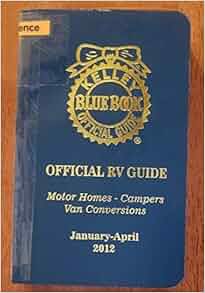 ence
KELLEY
BLUE BOOK
OFFICIAL GUIDE
®
OFFICIAL RV GUIDE
Motor Homes - Campers
Van Conversions
January-April
2012